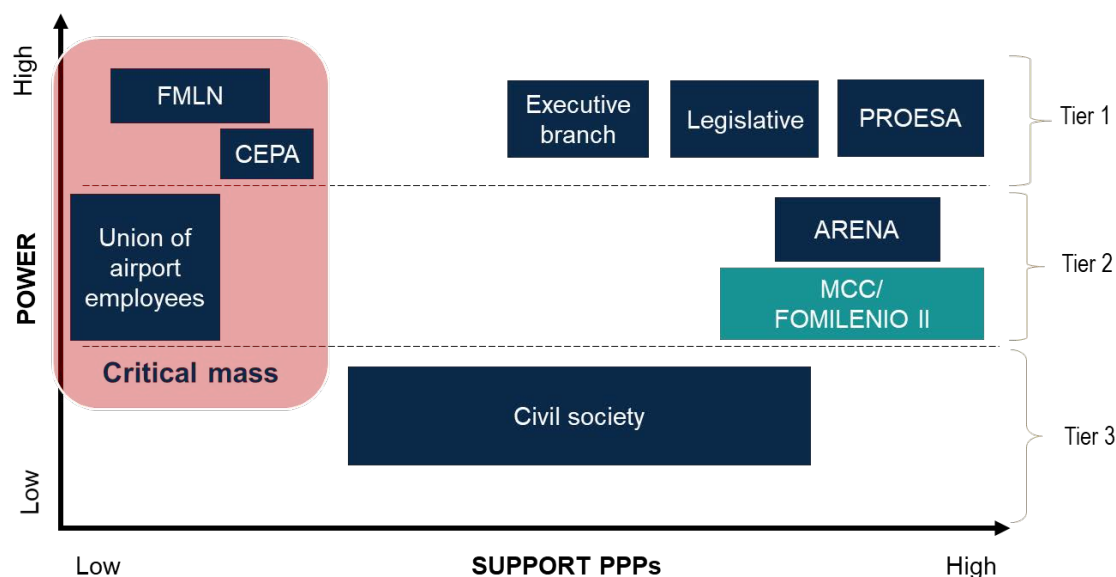 High
FMLN
CEPA
Executive
branch
Legislative
PROESA
Tier 1
POWER
Union of
airport
employees
ARENA
MCC/
FOMILENIO II
Tier 2
Critical mass
Civil society
Tier 3
Low
Low
SUPPORT PPPs
High